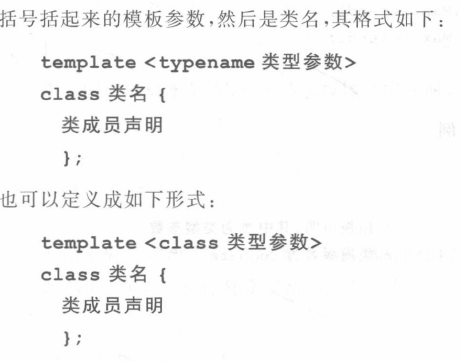 括号括起来的模板参数,然后是类名,其格式如下:
template <typename 类型参数>
class 类名 {
类成员声明
};
也可以定义成如下形式:
template <class 类型参数>
class 类名 {
类成员声明
};